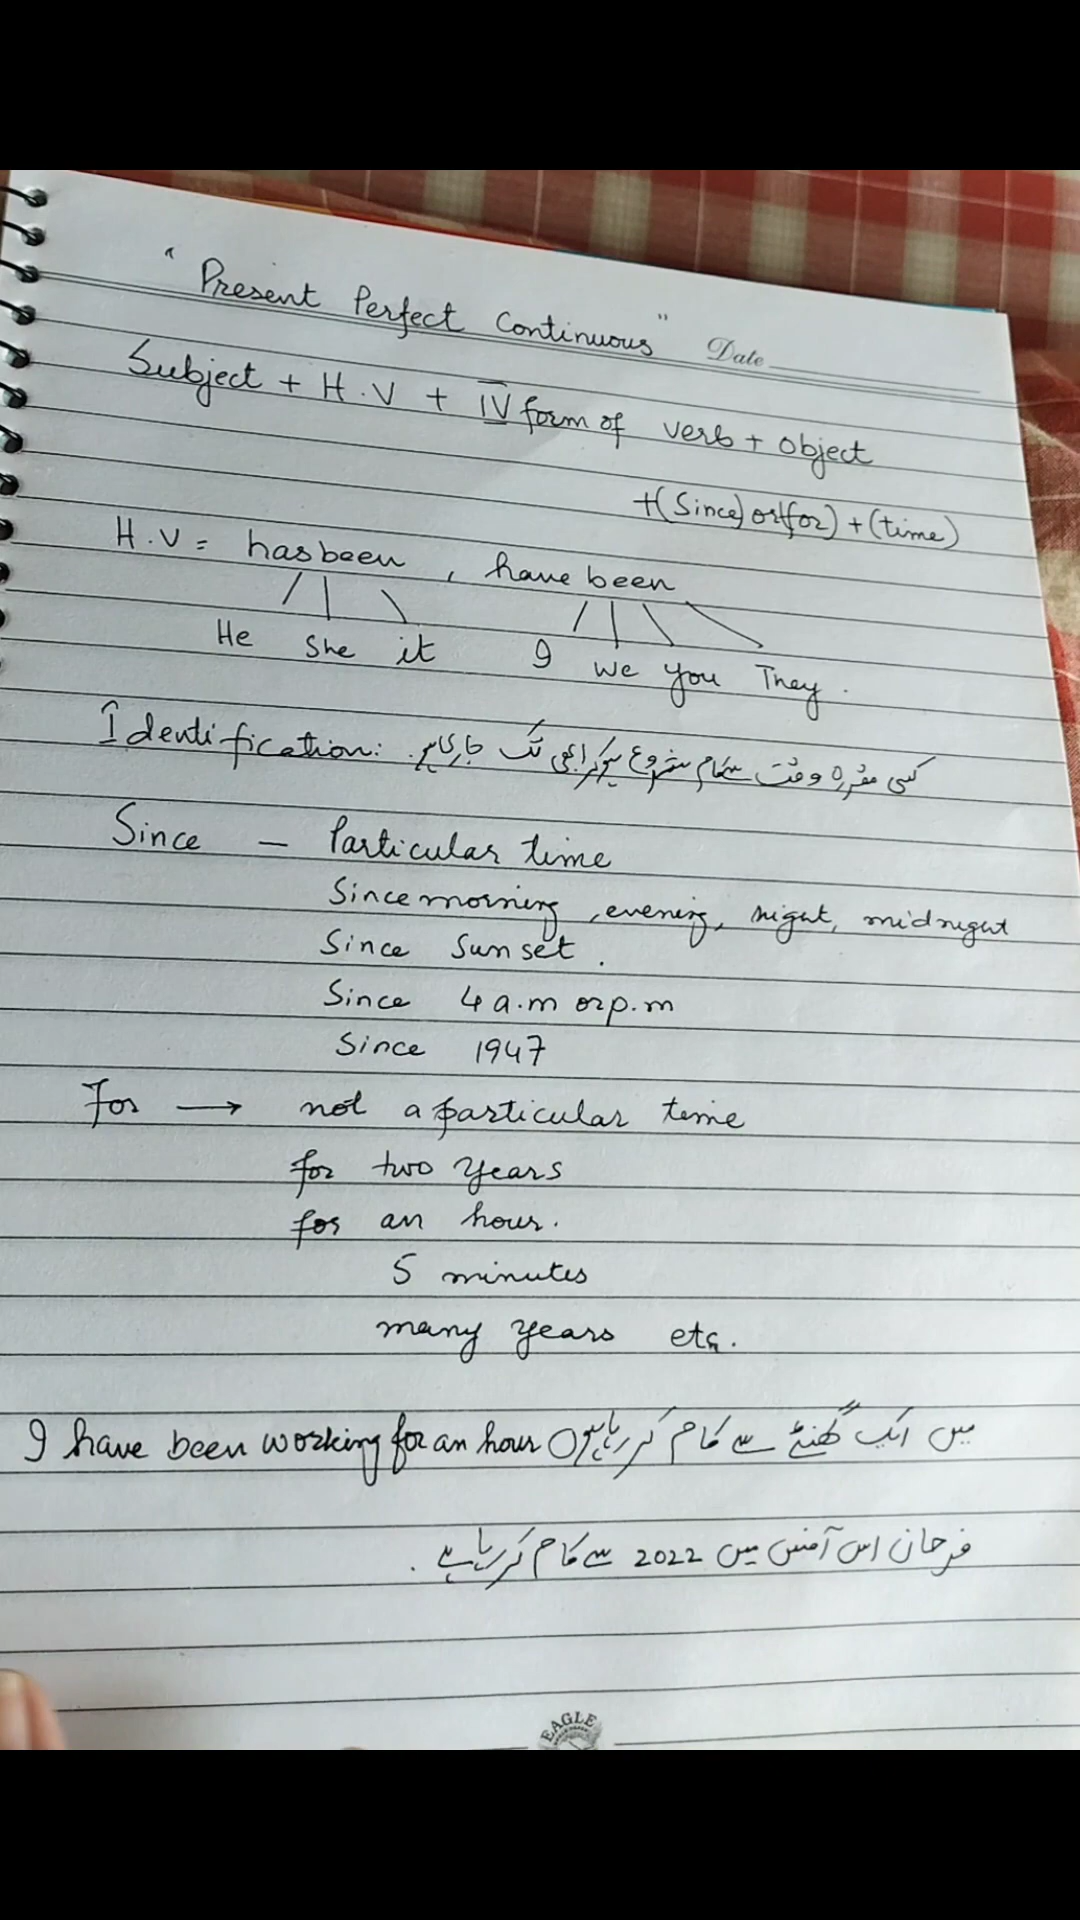 "Present Perfect Continuous"
Date
Subject + H.V + IV form of verb + object
+(Since) or(for) + (time)
H.V = has been , have been
He She it I we you They.
Identification: کسی مقررہ وقت سے کام شروع ہوکر ابھی تک جاری ہے.
Since – Particular time
Since morning, evening, night, midnight
Since Sunset.
Since 4 a.m or p.m
Since 1947
For → not a particular time
for two years
for an hour.
5 minutes
many years etc.
I have been working for an hour میں ایک گھنٹے سے کام کر رہا ہوں
فرحان اس آفس میں 2022 سے کام کر رہا ہے.
EAGLE